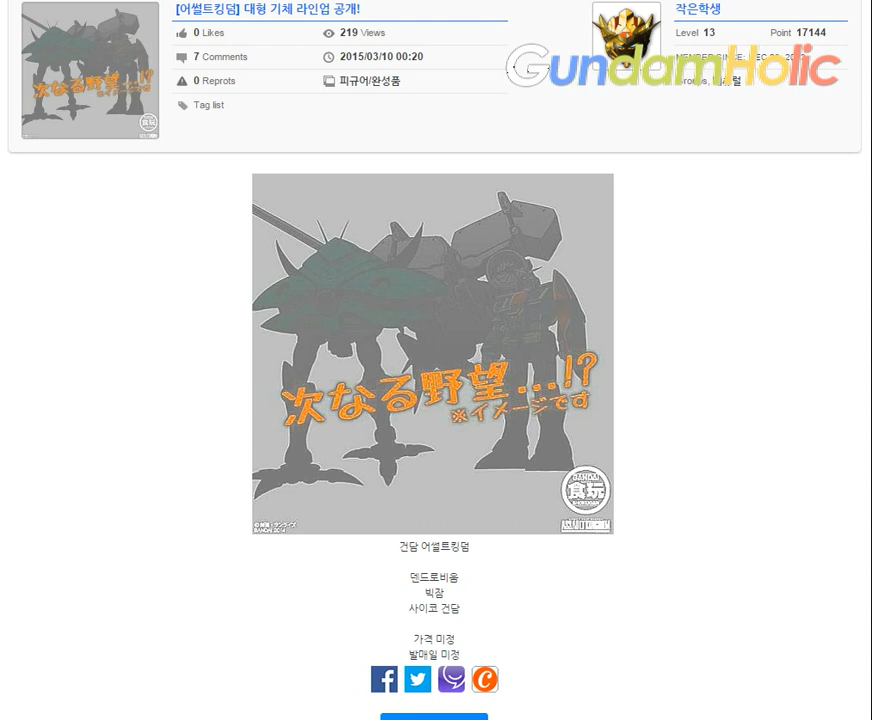 [어썰트킹덤] 대형 기체 라인업 공개!
0 Likes
219 Views
7 Comments
2015/03/10 00:20
0 Reprots
피규어/완성품
Tag list
작은학생
Level 13
Point 17144
GundamHolic
次なる野望…!?
※イメージです
BANDAI
食玩
건담 어썰트킹덤
덴드로비움
빅잠
사이코 건담
가격 미정
발매일 미정